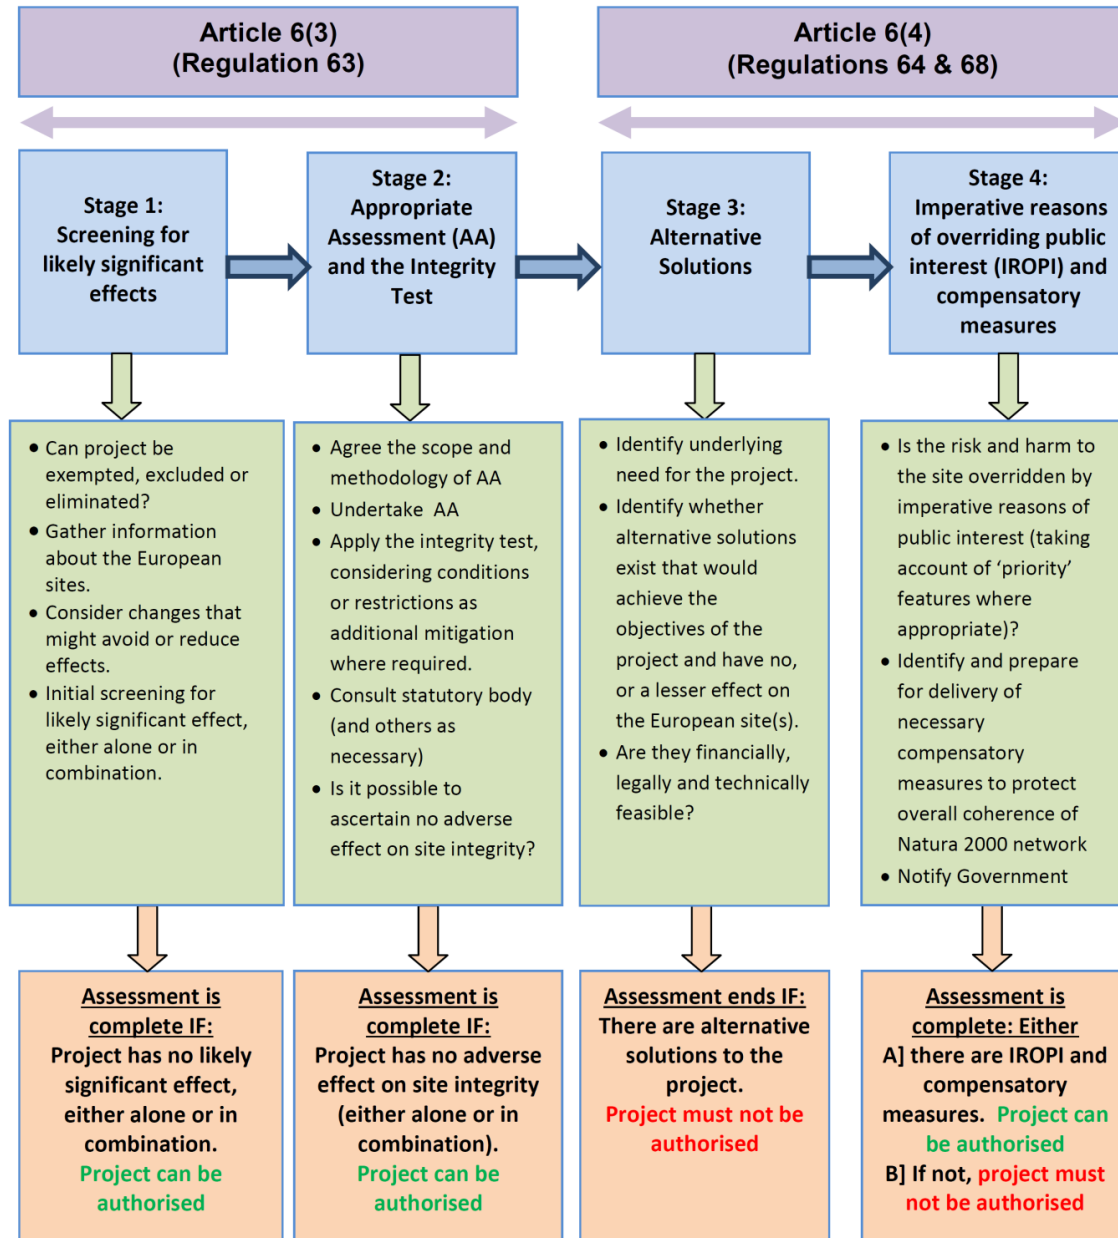 Article 6(3)
(Regulation 63)
Article 6(4)
(Regulations 64 & 68)
Stage 1:
Screening for
likely significant
effects
Stage 2:
Appropriate
Assessment (AA)
and the Integrity
Test
Stage 3:
Alternative
Solutions
Stage 4:
Imperative reasons
of overriding public
interest (IROPI) and
compensatory
measures
• Can project be
exempted, excluded or
eliminated?
• Gather information
about the European
sites.
• Consider changes that
might avoid or reduce
effects.
• Initial screening for
likely significant effect,
either alone or in
combination.
• Agree the scope and
methodology of AA
• Undertake AA
• Apply the integrity test,
considering conditions
or restrictions as
additional mitigation
where required.
• Consult statutory body
(and others as
necessary)
• Is it possible to
ascertain no adverse
effect on site integrity?
• Identify underlying
need for the project.
• Identify whether
alternative solutions
exist that would
achieve the
objectives of the
project and have no,
or a lesser effect on
the European site(s).
• Are they financially,
legally and technically
feasible?
• Is the risk and harm to
the site overridden by
imperative reasons of
public interest (taking
account of ‘priority’
features where
appropriate)?
• Identify and prepare
for delivery of
necessary
compensatory
measures to protect
overall coherence of
Natura 2000 network
• Notify Government
Assessment is
complete IF:
Project has no likely
significant effect,
either alone or in
combination.
Project can be
authorised
Assessment is
complete IF:
Project has no adverse
effect on site integrity
(either alone or in
combination).
Project can be
authorised
Assessment ends IF:
There are alternative
solutions to the
project.
Project must not be
authorised
Assessment is
complete: Either
A] there are IROPI and
compensatory
measures. Project can
be authorised
B] If not, project must
not be authorised